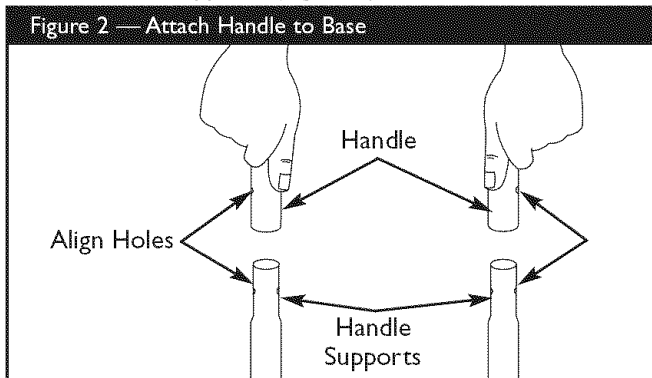 Figure 2 — Attach Handle to Base
Handle
Align Holes
Handle
Supports